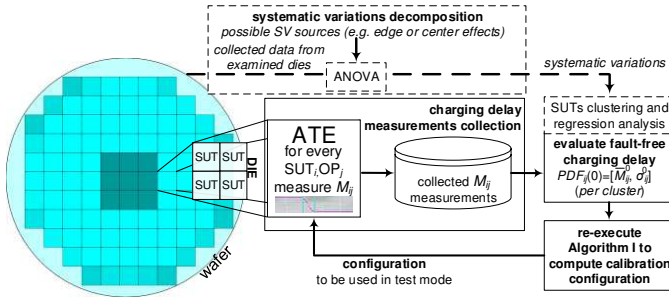 systematic variations decomposition
possible SV sources (e.g. edge or center effects)
collected data from
examined dies
ANOVA
systematic variations
charging delay
measurements collection
SUTs clustering and
regression analysis
ATE
for every
SUTi,OPj
measure Mij
SUT SUT
SUT SUT
DIE
wafer
collected Mij
measurements
evaluate fault-free
charging delay
PDFij(0)=[M̅⁰ij, σ⁰ij]
(per cluster)
configuration
to be used in test mode
re-execute
Algorithm I to
compute calibration
configuration